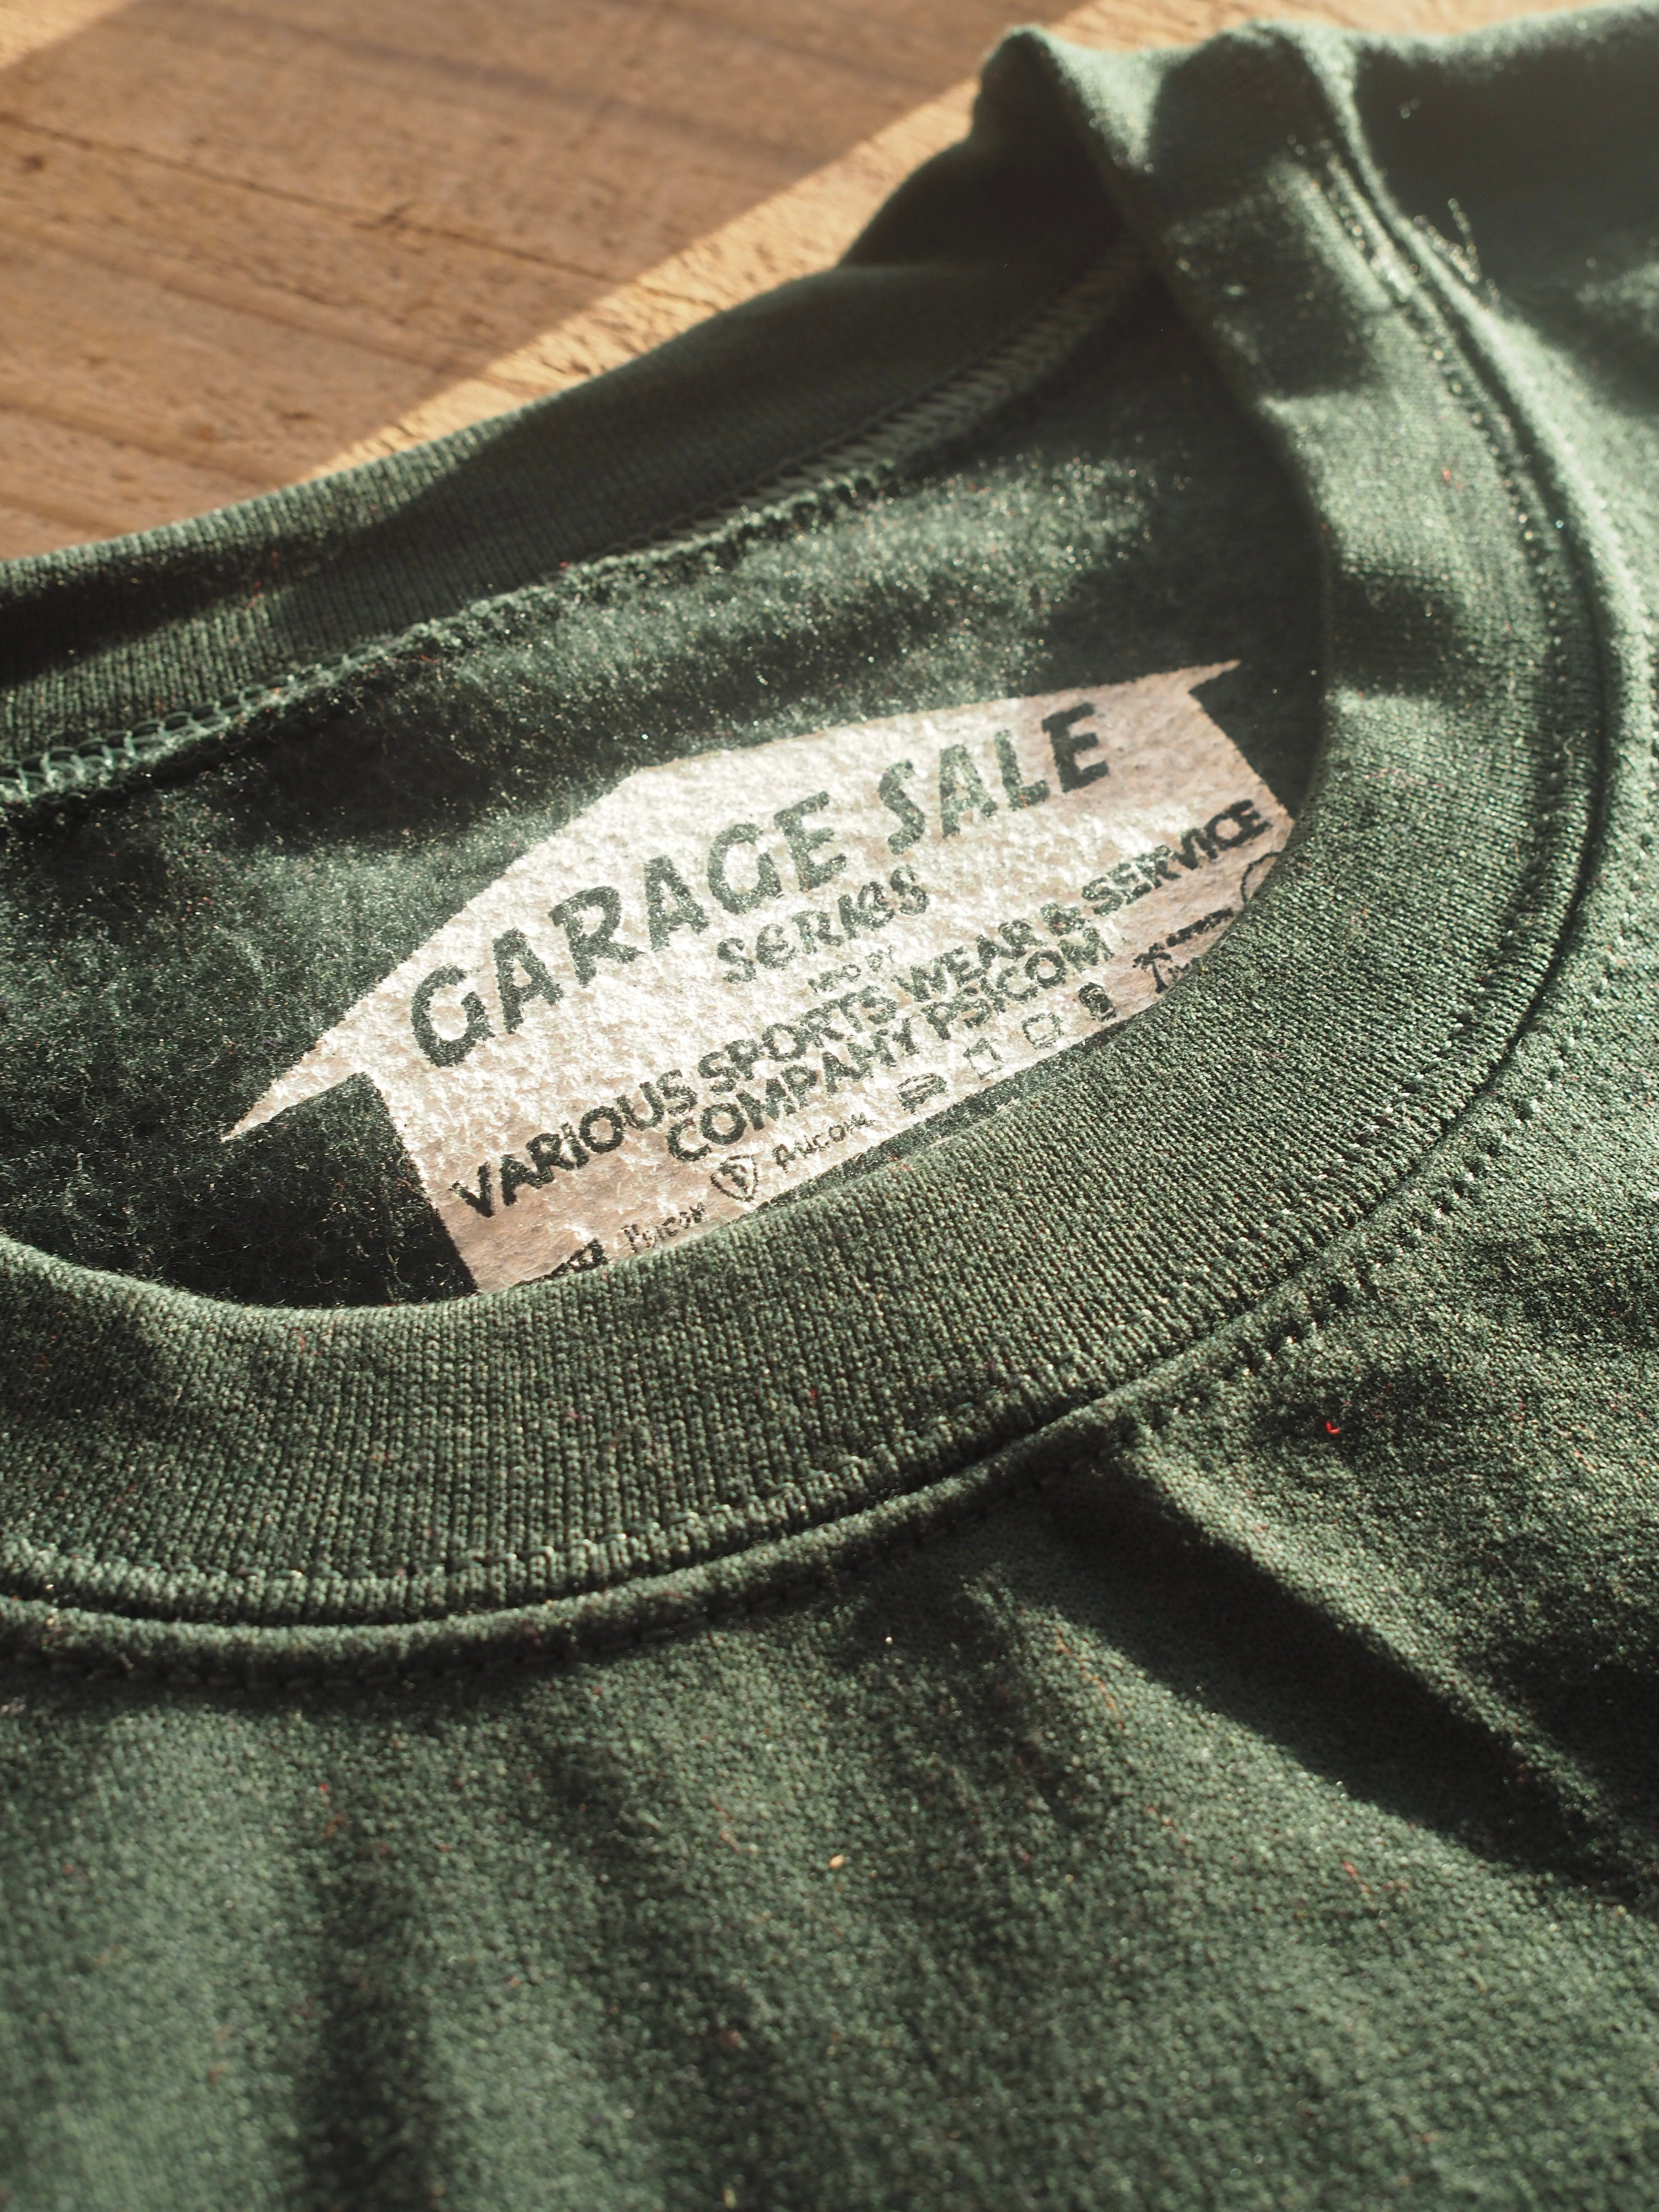 GARAGE SALE
SERIES
VARIOUS SPORTS WEAR & SERVICE
COMPANY PSICOM